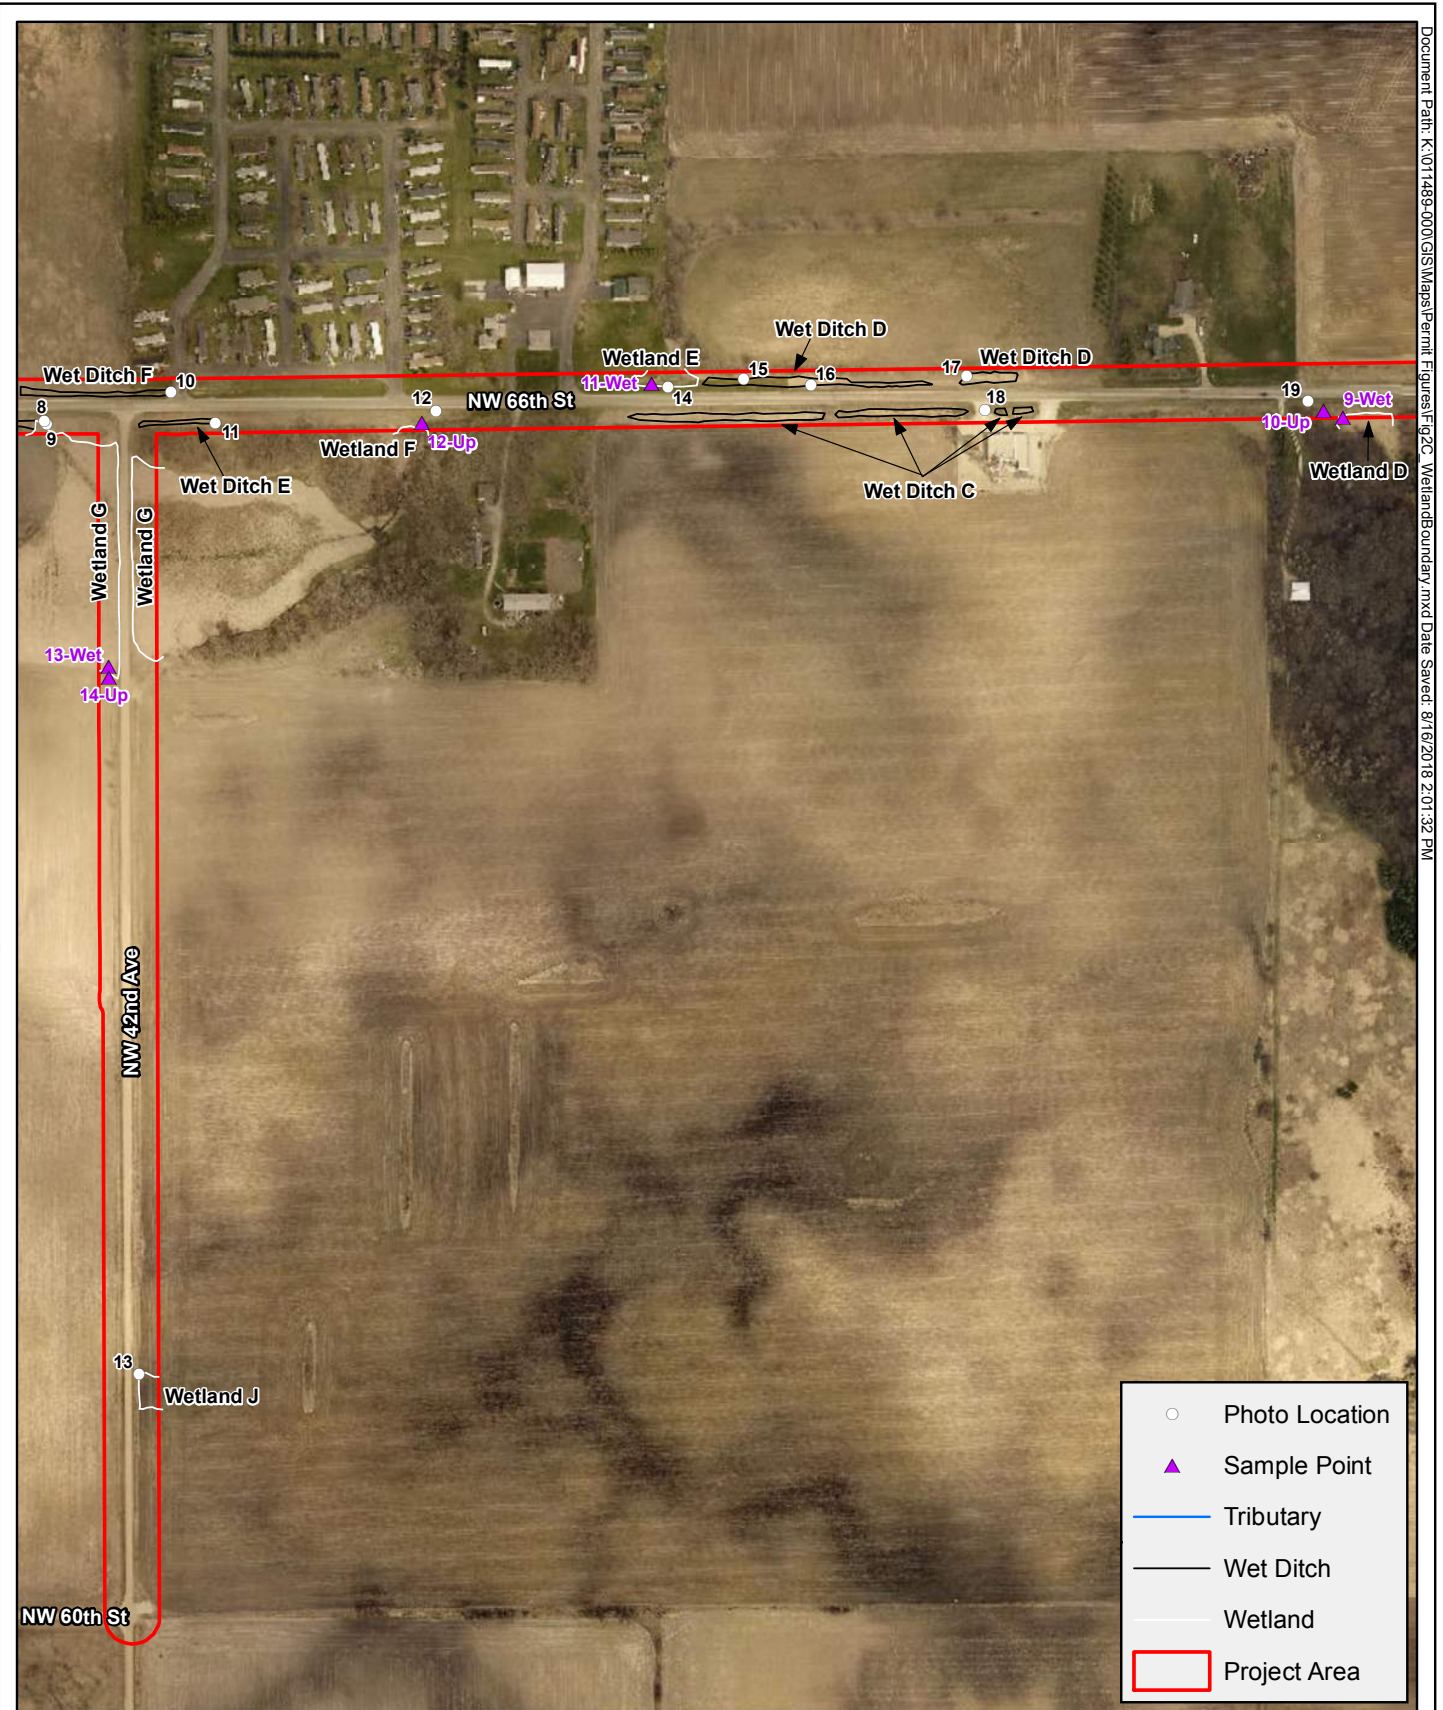 Document Path: K:\011489-000\GIS\Maps\Permit Figures\Fig2C_WetlandBoundary.mxd Date Saved: 8/16/2018 2:01:32 PM
Wet Ditch D
Wetland E
17
Wet Ditch D
Wet Ditch F
10
11-Wet
15
16
14
19
9-Wet
8
12
NW 66th St
18
10-Up
9
11
Wetland F
12-Up
Wetland D
Wet Ditch E
Wet Ditch C
Wetland G
Wetland G
13-Wet
14-Up
NW 42nd Ave
13
Wetland J
NW 60th St
Photo Location
Sample Point
Tributary
Wet Ditch
Wetland
Project Area